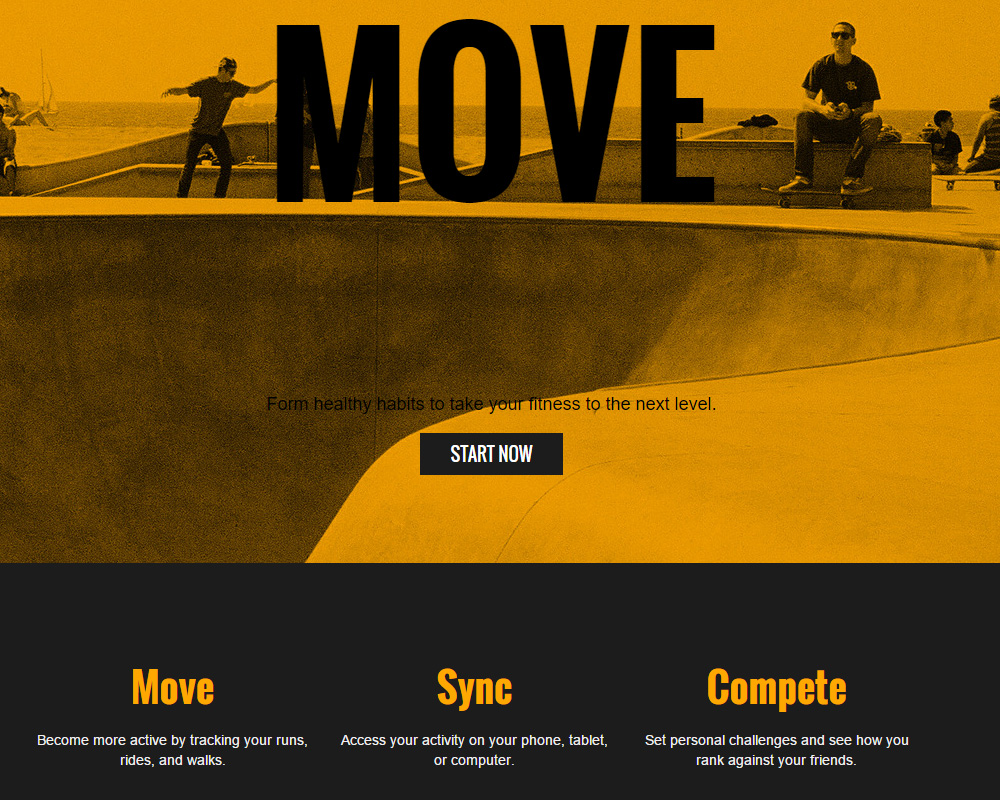 MOVE
Form healthy habits to take your fitness to the next level.
START NOW
Move
Become more active by tracking your runs,
rides, and walks.
Sync
Access your activity on your phone, tablet,
or computer.
Compete
Set personal challenges and see how you
rank against your friends.